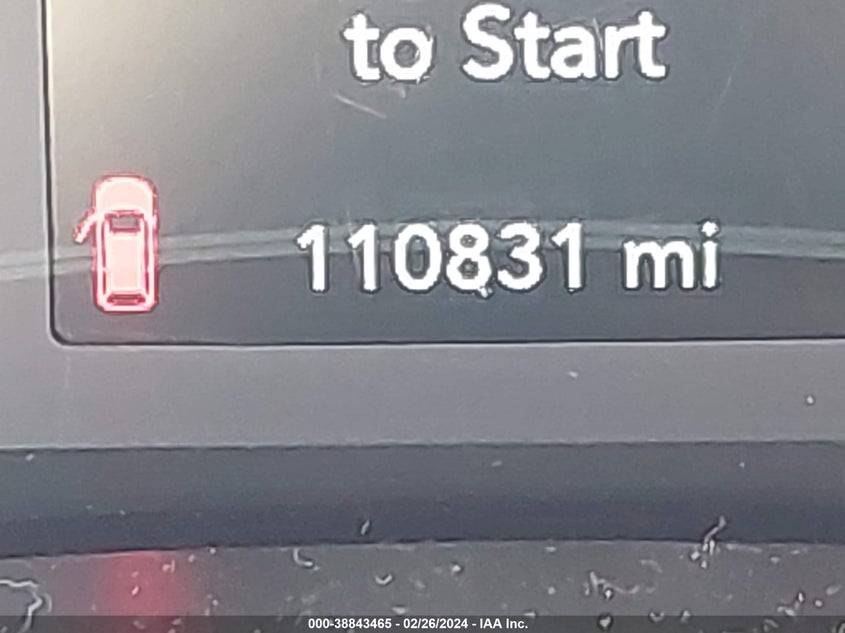 to Start
110831 mi
000-38843465 - 02/26/2024 - IAA Inc.